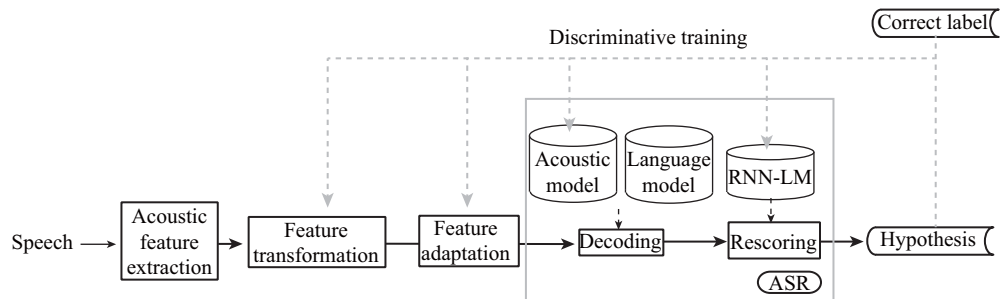 Correct label
Discriminative training
Acoustic
model
Language
model
RNN-LM
Speech
Acoustic
feature
extraction
Feature
transformation
Feature
adaptation
Decoding
Rescoring
Hypothesis
ASR